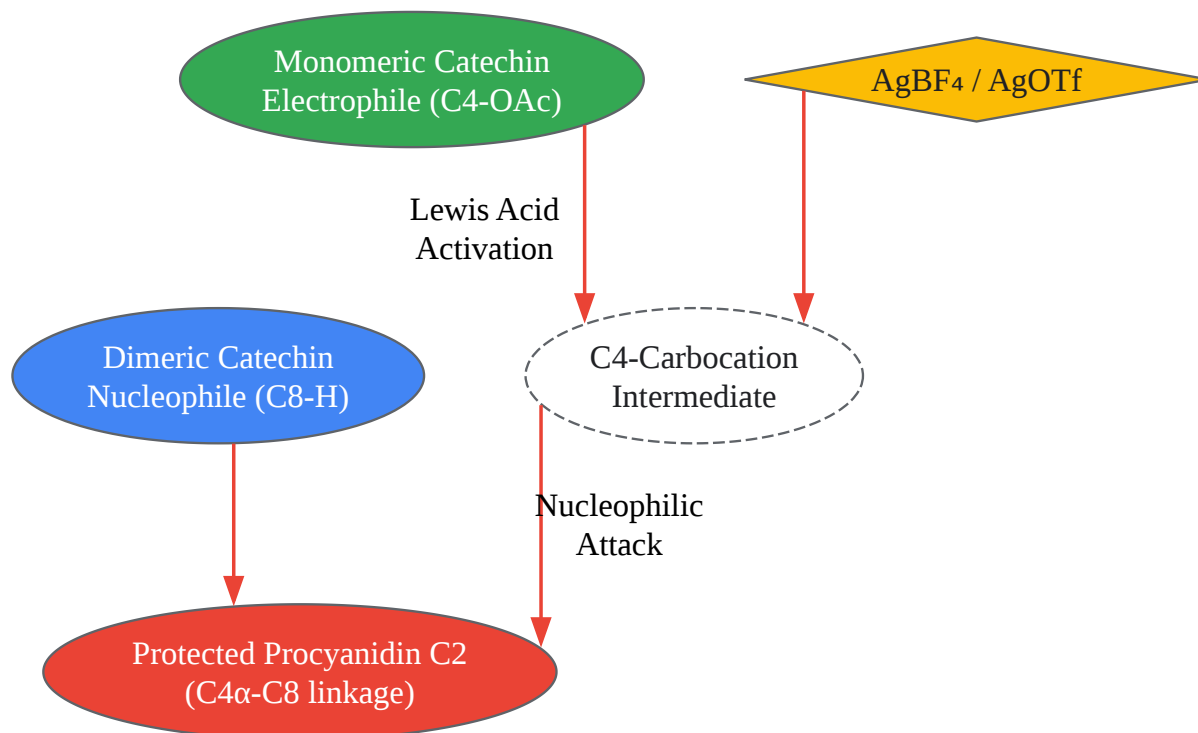 Monomeric Catechin
Electrophile (C4-OAc)
AgBF₄ / AgOTf
Lewis Acid
Activation
Dimeric Catechin
Nucleophile (C8-H)
C4-Carbocation
Intermediate
Nucleophilic
Attack
Protected Procyanidin C2
(C4α-C8 linkage)